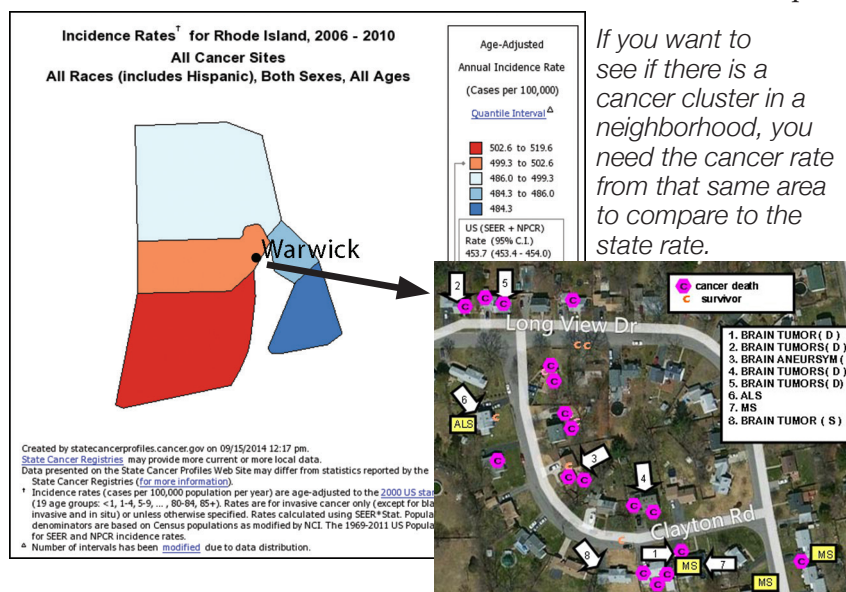 Incidence Rates† for Rhode Island, 2006 - 2010
All Cancer Sites
All Races (includes Hispanic), Both Sexes, All Ages
Age-Adjusted
Annual Incidence Rate
(Cases per 100,000)
Quantile Interval Δ
502.6 to 519.6
499.3 to 502.6
486.0 to 499.3
484.3 to 486.0
484.3
US (SEER + NPCR)
Rate (95% C.I.)
453.7 (453.4 - 454.0)
If you want to
see if there is a
cancer cluster in a
neighborhood, you
need the cancer rate
from that same area
to compare to the
state rate.
Warwick
Created by statecancerprofiles.cancer.gov on 09/15/2014 12:17 pm.
State Cancer Registries may provide more current or more local data.
Data presented on the State Cancer Profiles Web Site may differ from statistics reported by the
State Cancer Registries (for more information).
† Incidence rates (cases per 100,000 population per year) are age-adjusted to the 2000 US
(19 age groups: <1, 1-4, 5-9, ... , 80-84, 85+). Rates are for invasive cancer only (except for
invasive and in situ) or unless otherwise specified. Rates calculated using SEER*Stat.
denominators are based on Census populations as modified by NCI. The 1969-2011 US
for SEER and NPCR incidence rates.
Δ Number of intervals has been modified due to data distribution.
C cancer death
C survivor
1. BRAIN TUMOR( D )
2. BRAIN TUMORS( D )
3. BRAIN ANEURSYM (
4. BRAIN TUMORS( D )
5. BRAIN TUMORS( D)
6. ALS
7. MS
8. BRAIN TUMOR ( S )
2
5
C
C
C
C
Long View Dr
C C
C
C
6
ALS
C
C
C
3
C
C
4
C
C
Clayton Rd
8
1
C
MS
7
C
C
C
C
MS
MS